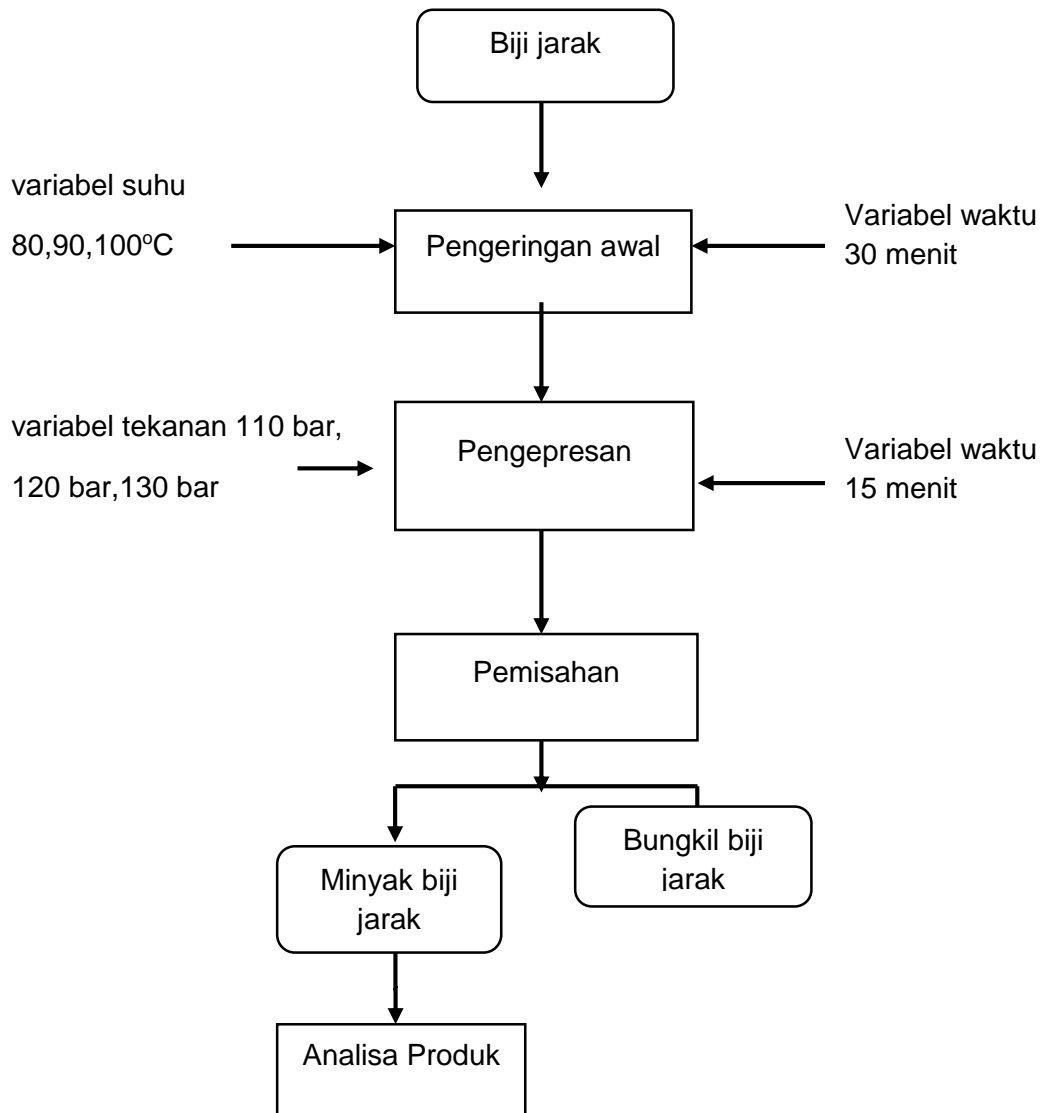 Biji jarak
variabel suhu
80,90,100ºC
Pengeringan awal
Variabel waktu
30 menit
variabel tekanan 110 bar,
120 bar,130 bar
Pengepresan
Variabel waktu
15 menit
Pemisahan
Minyak biji
jarak
Bungkil biji
jarak
Analisa Produk